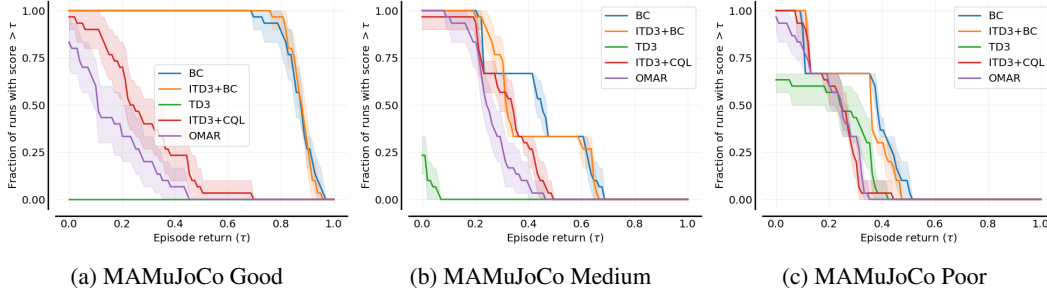 Fraction of runs with score > τ
1.00
0.75
0.50
0.25
0.00
BC
ITD3+BC
TD3
ITD3+CQL
OMAR
0.0 0.2 0.4 0.6 0.8 1.0
Episode return (τ)
(a) MAMuJoCo Good
Fraction of runs with score > τ
1.00
0.75
0.50
0.25
0.00
BC
ITD3+BC
TD3
ITD3+CQL
OMAR
0.0 0.2 0.4 0.6 0.8 1.0
Episode return (τ)
(b) MAMuJoCo Medium
Fraction of runs with score > τ
1.00
0.75
0.50
0.25
0.00
BC
ITD3+BC
TD3
ITD3+CQL
OMAR
0.0 0.2 0.4 0.6 0.8 1.0
Episode return (τ)
(c) MAMuJoCo Poor